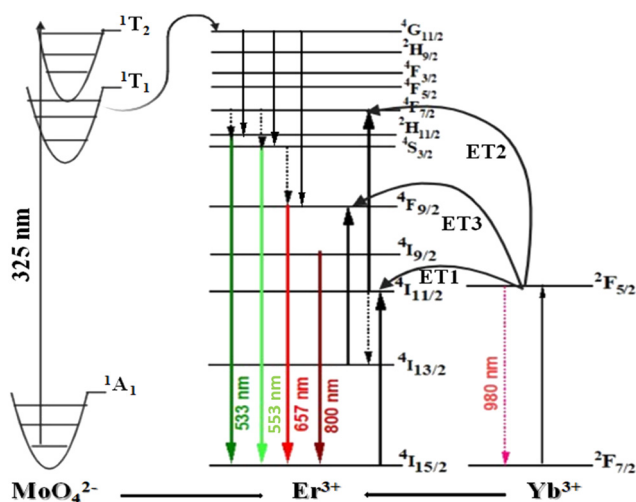 ¹T₂
¹T₁
325 nm
¹A₁
MoO₄²⁻
⁴G₁₁/₂
²H₉/₂
⁴F₃/₂
⁴F₅/₂
⁴F₇/₂
²H₁₁/₂
⁴S₃/₂
⁴F₉/₂
⁴I₉/₂
⁴I₁₁/₂
⁴I₁₃/₂
⁴I₁₅/₂
533 nm
553 nm
657 nm
800 nm
Er³⁺
ET2
ET3
ET1
²F₅/₂
980 nm
²F₇/₂
Yb³⁺